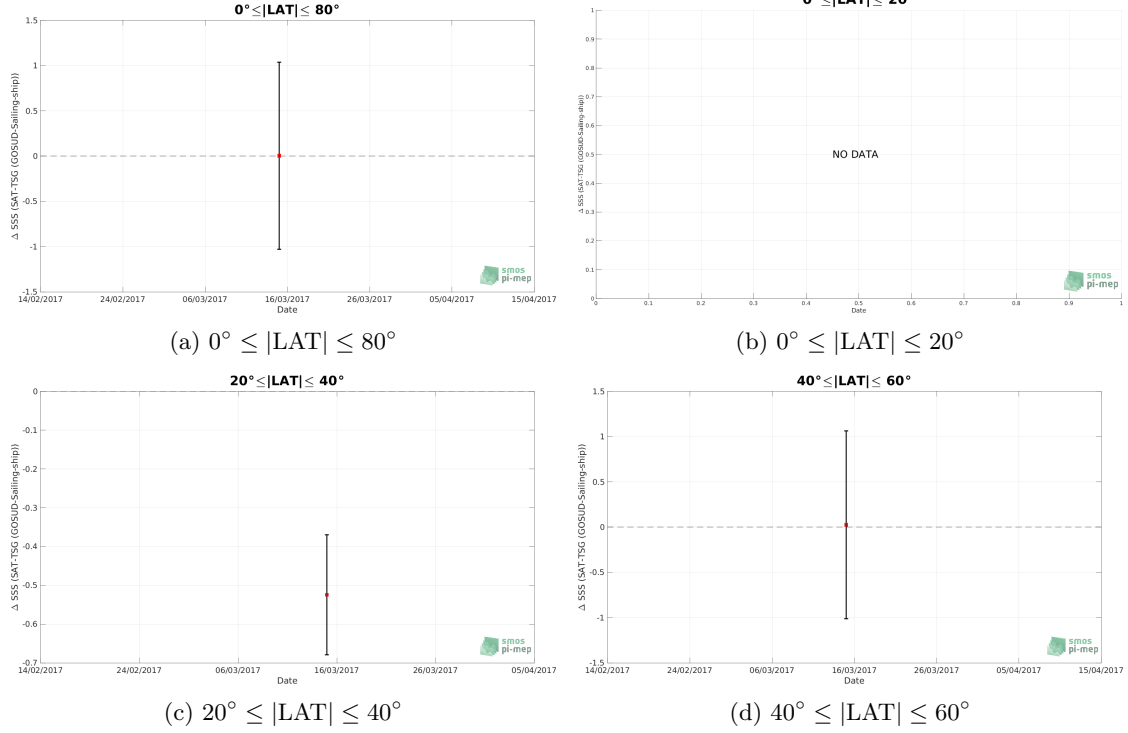 0°≤|LAT|≤ 80°
1.5
1
0.5
0
-0.5
-1
-1.5
Δ SSS (SAT-TSG (GOSUD-Sailing-ship))
14/02/2017 24/02/2017 06/03/2017 16/03/2017 26/03/2017 05/04/2017 15/04/2017
Date
smos
pi-mep
(a) 0° ≤ |LAT| ≤ 80°
0°≤|LAT|≤ 20°
1
0.9
0.8
0.7
0.6
0.5
0.4
0.3
0.2
0.1
0
Δ SSS (SAT-TSG (GOSUD-Sailing-ship))
NO DATA
0 0.1 0.2 0.3 0.4 0.5 0.6 0.7 0.8 0.9 1
Date
smos
pi-mep
(b) 0° ≤ |LAT| ≤ 20°
20°≤|LAT|≤ 40°
0
-0.1
-0.2
-0.3
-0.4
-0.5
-0.6
-0.7
Δ SSS (SAT-TSG (GOSUD-Sailing-ship))
14/02/2017 24/02/2017 06/03/2017 16/03/2017 26/03/2017 05/04/2017
Date
smos
pi-mep
(c) 20° ≤ |LAT| ≤ 40°
40°≤|LAT|≤ 60°
1.5
1
0.5
0
-0.5
-1
-1.5
Δ SSS (SAT-TSG (GOSUD-Sailing-ship))
14/02/2017 24/02/2017 06/03/2017 16/03/2017 26/03/2017 05/04/2017 15/04/2017
Date
smos
pi-mep
(d) 40° ≤ |LAT| ≤ 60°